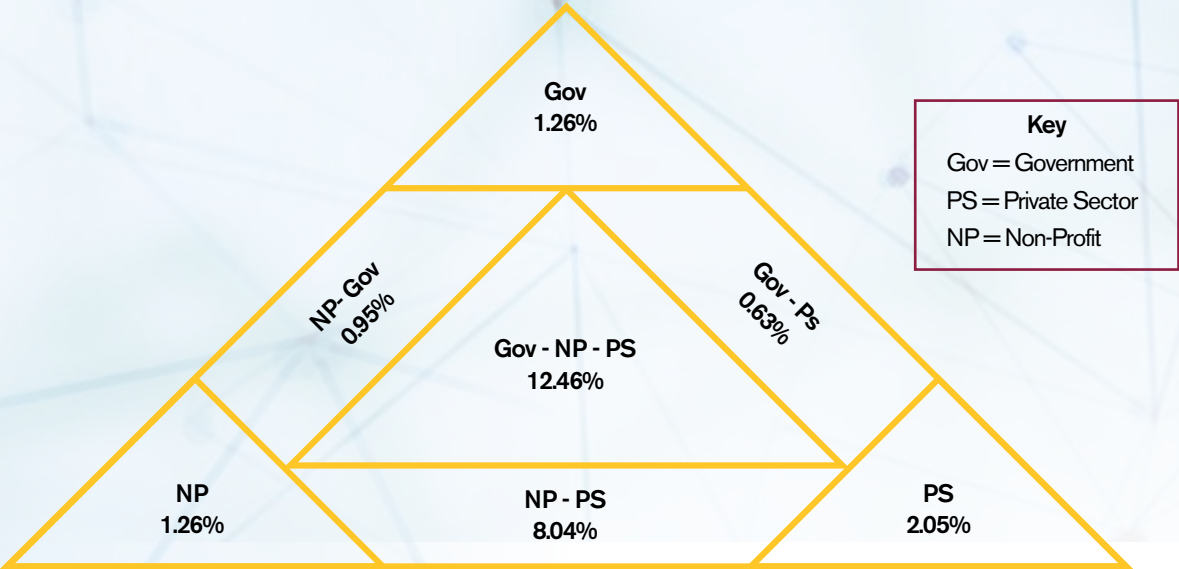 Gov
1.26%
Key
Gov = Government
PS = Private Sector
NP = Non-Profit
NP- Gov
0.95%
Gov - Ps
0.63%
Gov - NP - PS
12.46%
NP
1.26%
NP - PS
8.04%
PS
2.05%